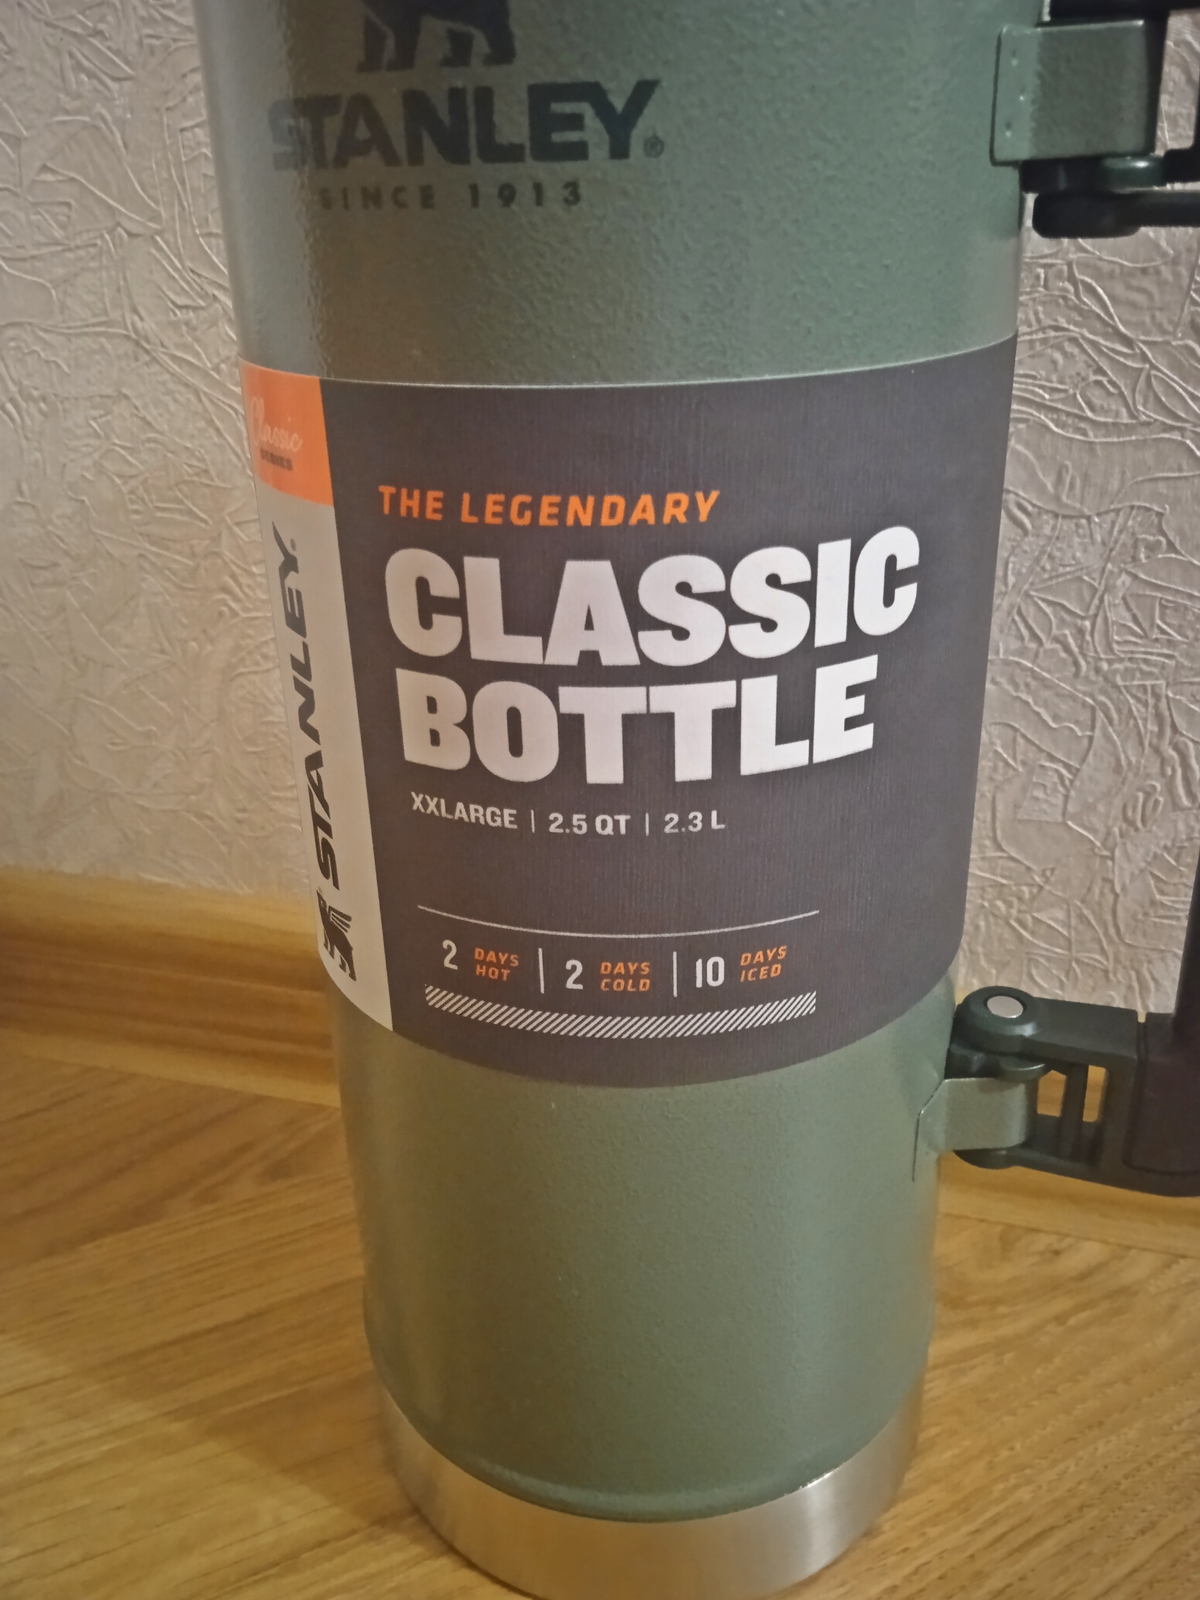 STANLEY®
SINCE 1913
Classic
SERIES
STANLEY®
THE LEGENDARY
CLASSIC
BOTTLE
XXLARGE | 2.5 QT | 2.3 L
2 DAYS HOT | 2 DAYS COLD | 10 DAYS ICED